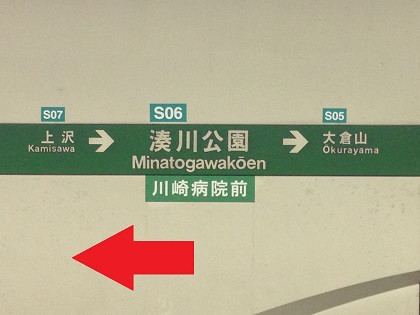 S07
上沢
Kamisawa
S06
湊川公園
Minatogawakōen
川崎病院前
S05
大倉山
Okurayama